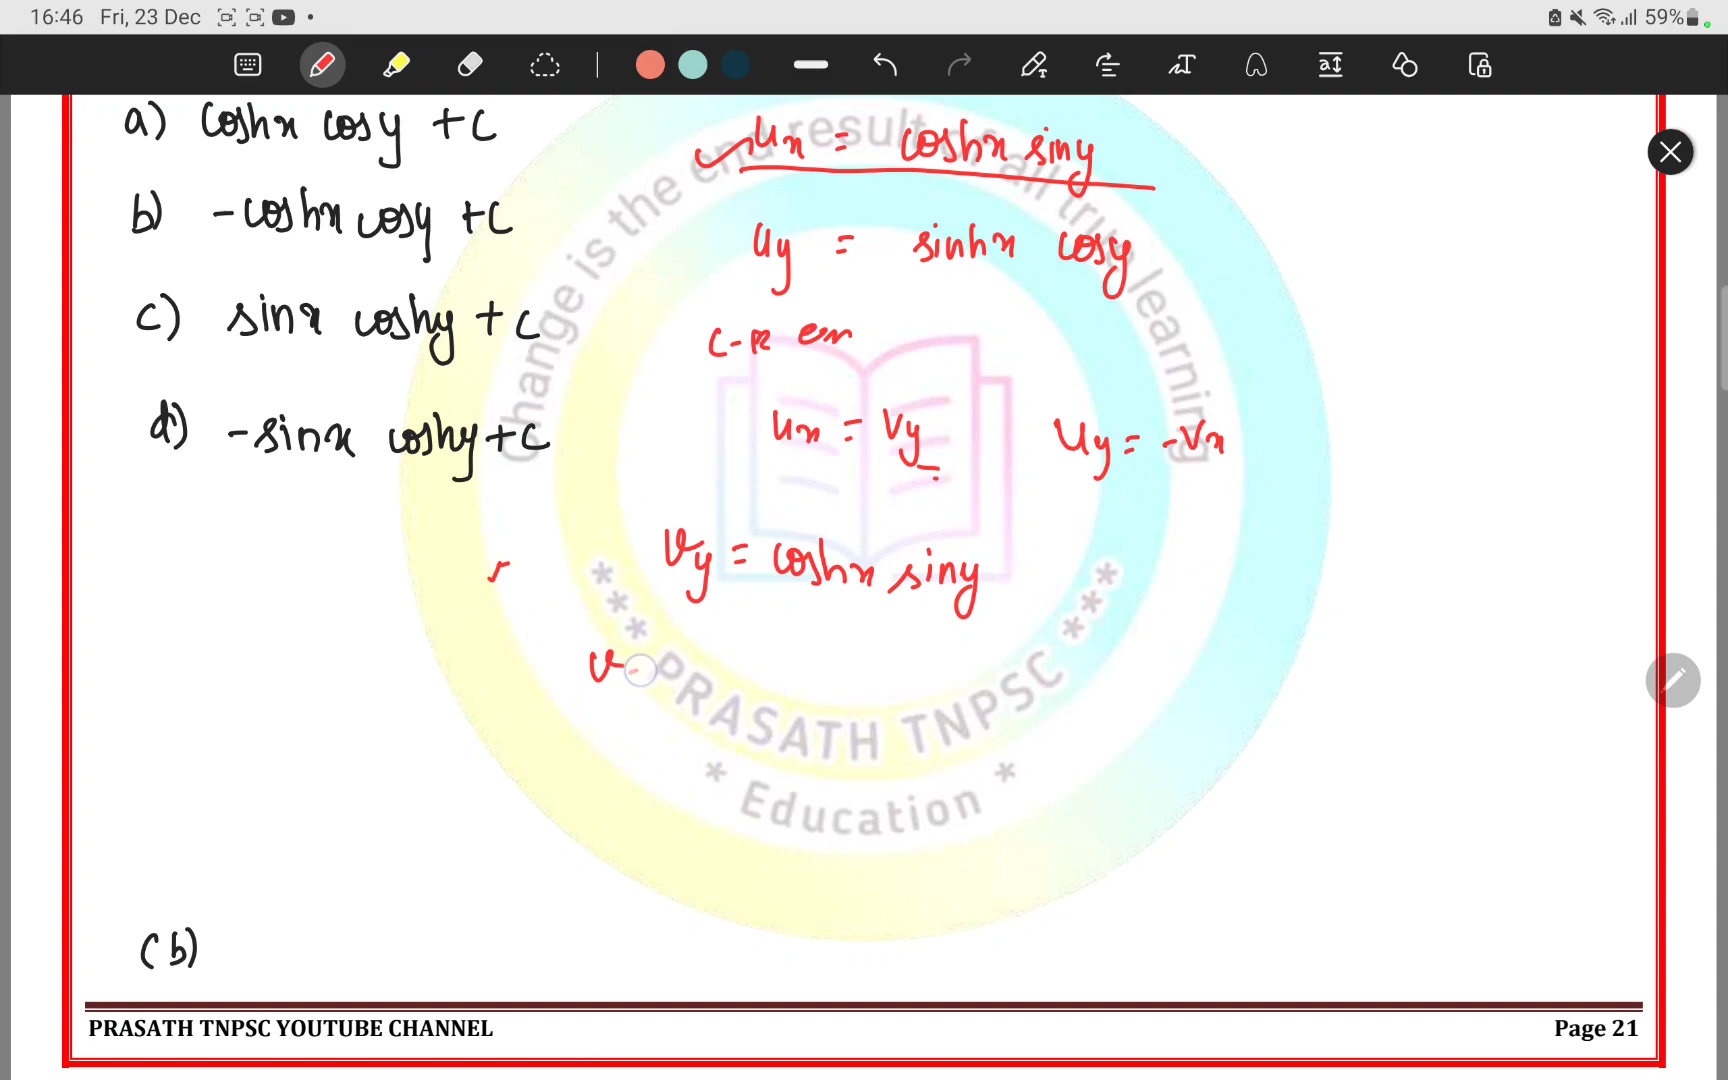 16:46 Fri, 23 Dec
59%
a) coshx cosy + c
b) -coshx cosy + c
c) sinx coshy + c
d) -sinx coshy + c
ux = coshx siny
uy = sinhx cosy
C-R
ux = Vy    uy = -Vx
vy = coshx siny
v
(b)
Change is the end result of all true learning
**** PRASATH TNPSC ****
* Education *
PRASATH TNPSC YOUTUBE CHANNEL
Page 21